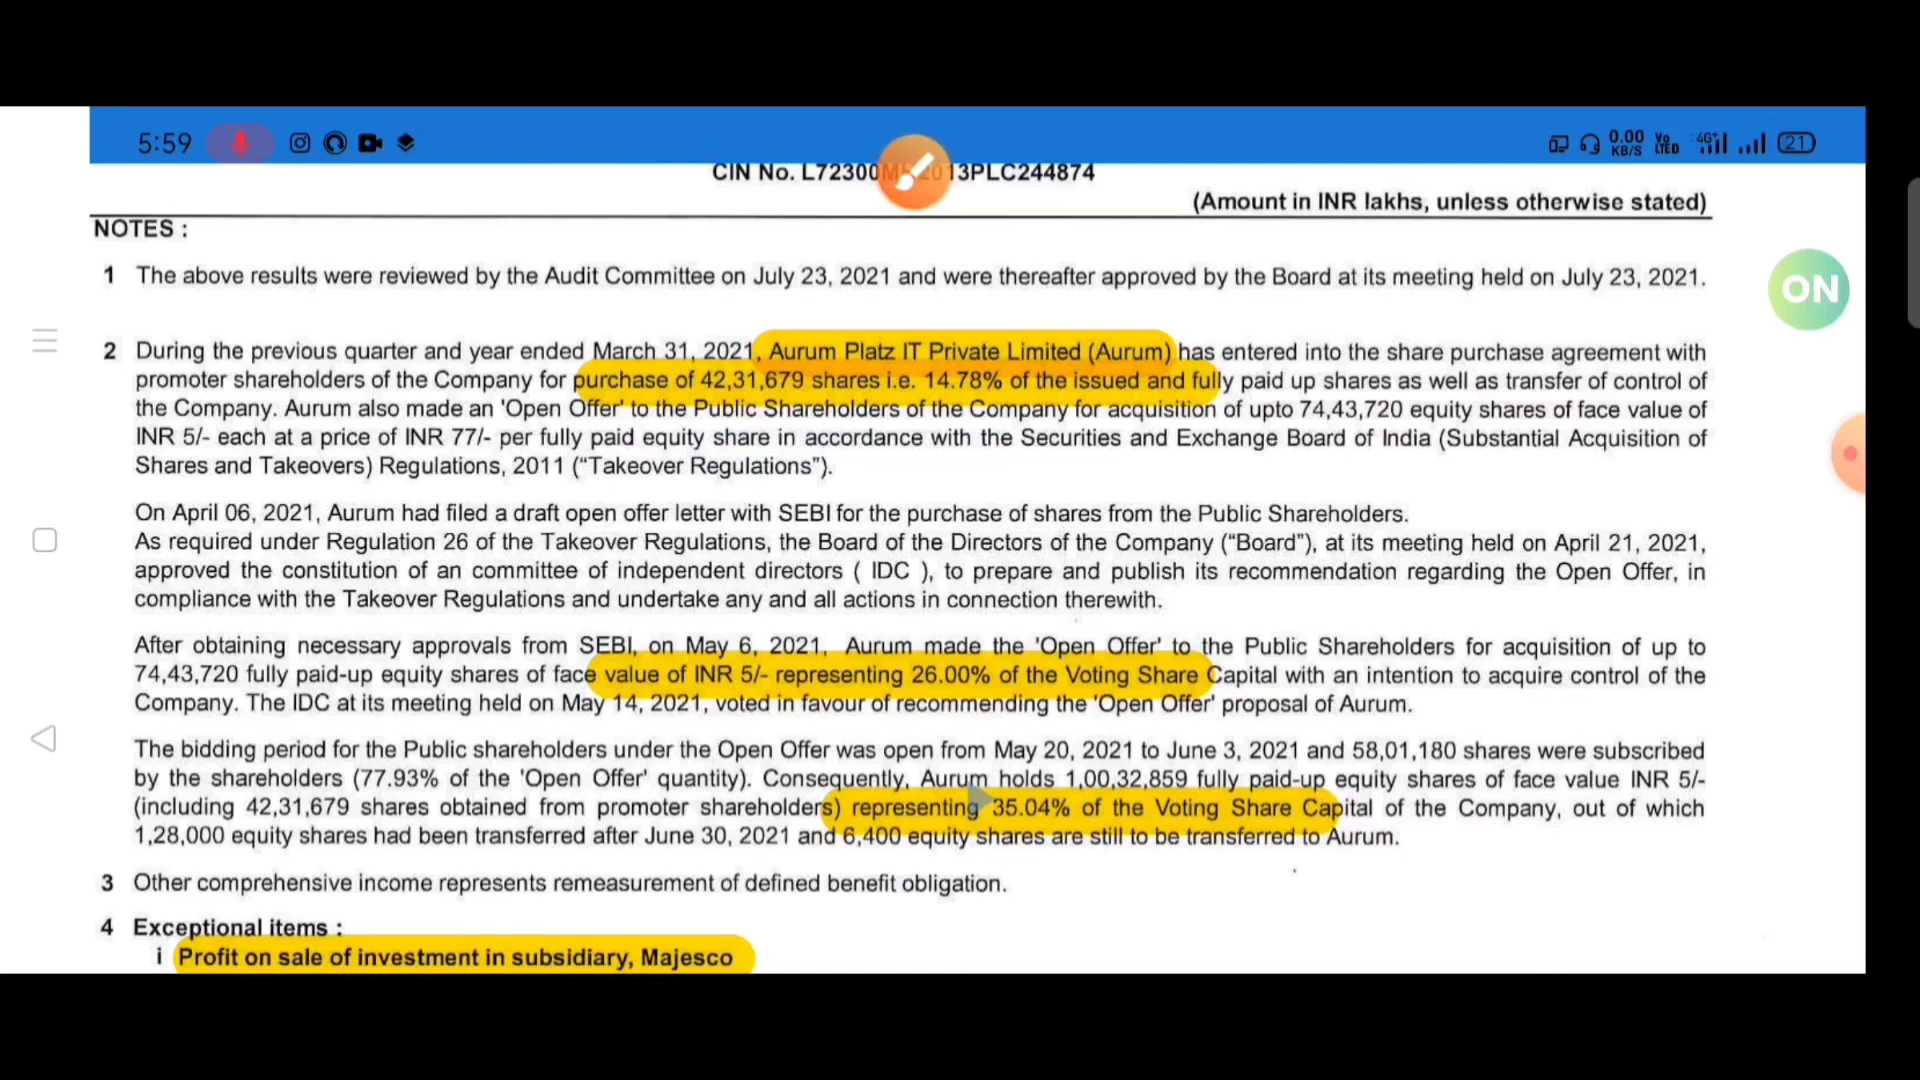 5:59
0.00 KB/S Vo LTED 4G+ 21
CIN No. L72300 2013PLC244874
(Amount in INR lakhs, unless otherwise stated)
NOTES :
ON
1 The above results were reviewed by the Audit Committee on July 23, 2021 and were thereafter approved by the Board at its meeting held on July 23, 2021.
2 During the previous quarter and year ended March 31, 2021, Aurum Platz IT Private Limited (Aurum) has entered into the share purchase agreement with
promoter shareholders of the Company for purchase of 42,31,679 shares i.e. 14.78% of the issued and fully paid up shares as well as transfer of control of
the Company. Aurum also made an 'Open Offer' to the Public Shareholders of the Company for acquisition of upto 74,43,720 equity shares of face value of
INR 5/- each at a price of INR 77/- per fully paid equity share in accordance with the Securities and Exchange Board of India (Substantial Acquisition of
Shares and Takeovers) Regulations, 2011 (“Takeover Regulations”).
On April 06, 2021, Aurum had filed a draft open offer letter with SEBI for the purchase of shares from the Public Shareholders.
As required under Regulation 26 of the Takeover Regulations, the Board of the Directors of the Company (“Board”), at its meeting held on April 21, 2021,
approved the constitution of an committee of independent directors ( IDC ), to prepare and publish its recommendation regarding the Open Offer, in
compliance with the Takeover Regulations and undertake any and all actions in connection therewith.
After obtaining necessary approvals from SEBI, on May 6, 2021, Aurum made the 'Open Offer' to the Public Shareholders for acquisition of up to
74,43,720 fully paid-up equity shares of face value of INR 5/- representing 26.00% of the Voting Share Capital with an intention to acquire control of the
Company. The IDC at its meeting held on May 14, 2021, voted in favour of recommending the 'Open Offer' proposal of Aurum.
The bidding period for the Public shareholders under the Open Offer was open from May 20, 2021 to June 3, 2021 and 58,01,180 shares were subscribed
by the shareholders (77.93% of the 'Open Offer' quantity). Consequently, Aurum holds 1,00,32,859 fully paid-up equity shares of face value INR 5/-
(including 42,31,679 shares obtained from promoter shareholders) representing 35.04% of the Voting Share Capital of the Company, out of which
1,28,000 equity shares had been transferred after June 30, 2021 and 6,400 equity shares are still to be transferred to Aurum.
3 Other comprehensive income represents remeasurement of defined benefit obligation.
4 Exceptional items :
i Profit on sale of investment in subsidiary, Majesco